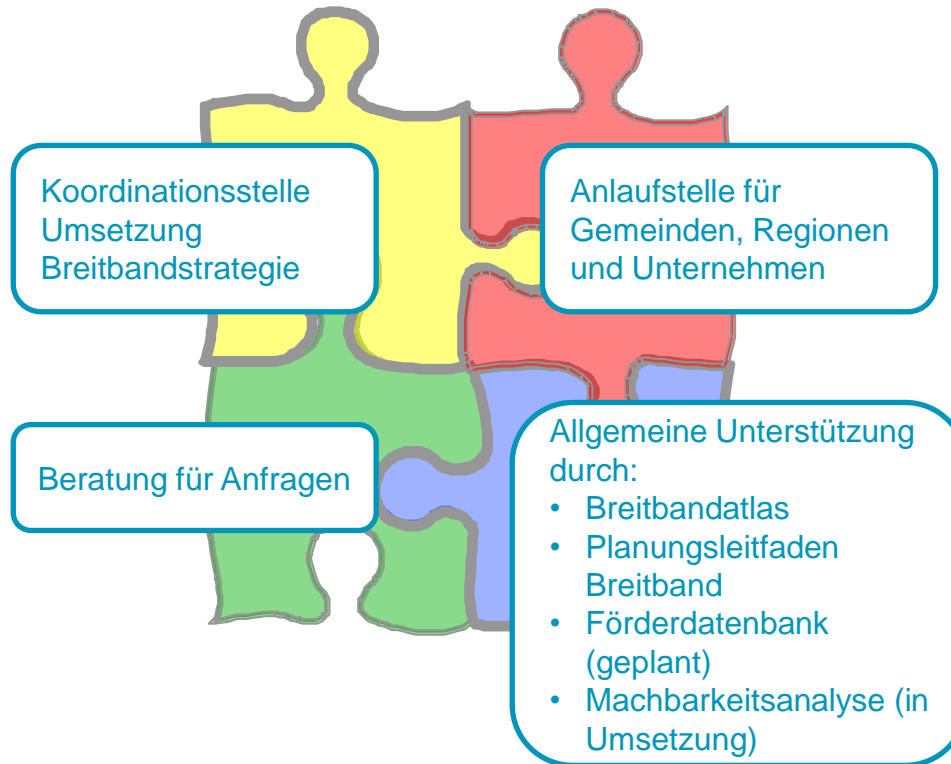 Koordinationsstelle
Umsetzung
Breitbandstrategie
Anlaufstelle für
Gemeinden, Regionen
und Unternehmen
Beratung für Anfragen
Allgemeine Unterstützung
durch:
• Breitbandatlas
• Planungsleitfaden
Breitband
• Förderdatenbank
(geplant)
• Machbarkeitsanalyse (in
Umsetzung)